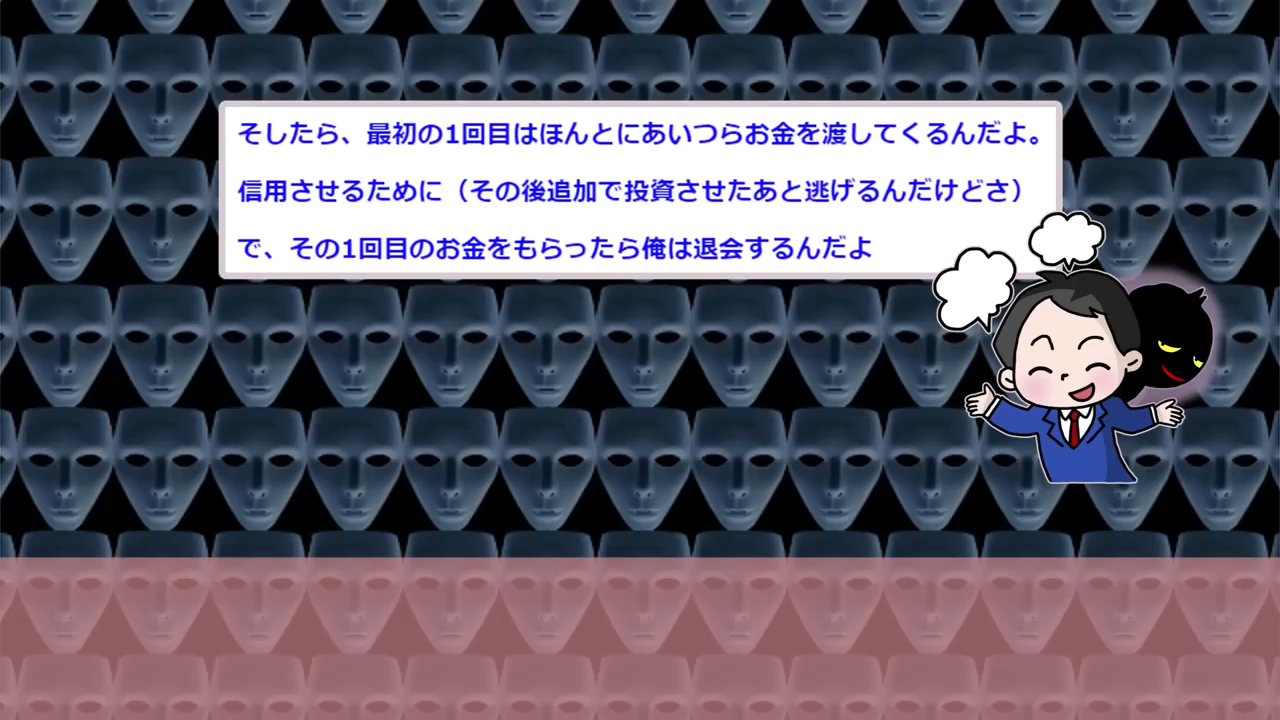 そしたら、最初の1回目はほんとにあいつらお金を渡してくるんだよ。
信用させるために（その後追加で投資させたあと逃げるんだけどさ）
で、その1回目のお金をもらったら俺は退会するんだよ